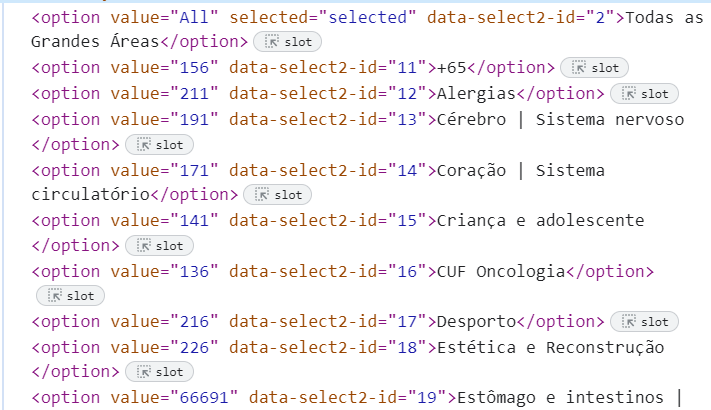 <option value="All" selected="selected" data-select2-id="2">Todas as
Grandes Áreas</option> slot
<option value="156" data-select2-id="11">+65</option> slot
<option value="211" data-select2-id="12">Alergias</option> slot
<option value="191" data-select2-id="13">Cérebro | Sistema nervoso
</option> slot
<option value="171" data-select2-id="14">Coração | Sistema
circulatório</option> slot
<option value="141" data-select2-id="15">Criança e adolescente
</option> slot
<option value="136" data-select2-id="16">CUF Oncologia</option>
slot
<option value="216" data-select2-id="17">Desporto</option> slot
<option value="226" data-select2-id="18">Estética e Reconstrução
</option> slot
<option value="66691" data-select2-id="19">Estômago e intestinos |